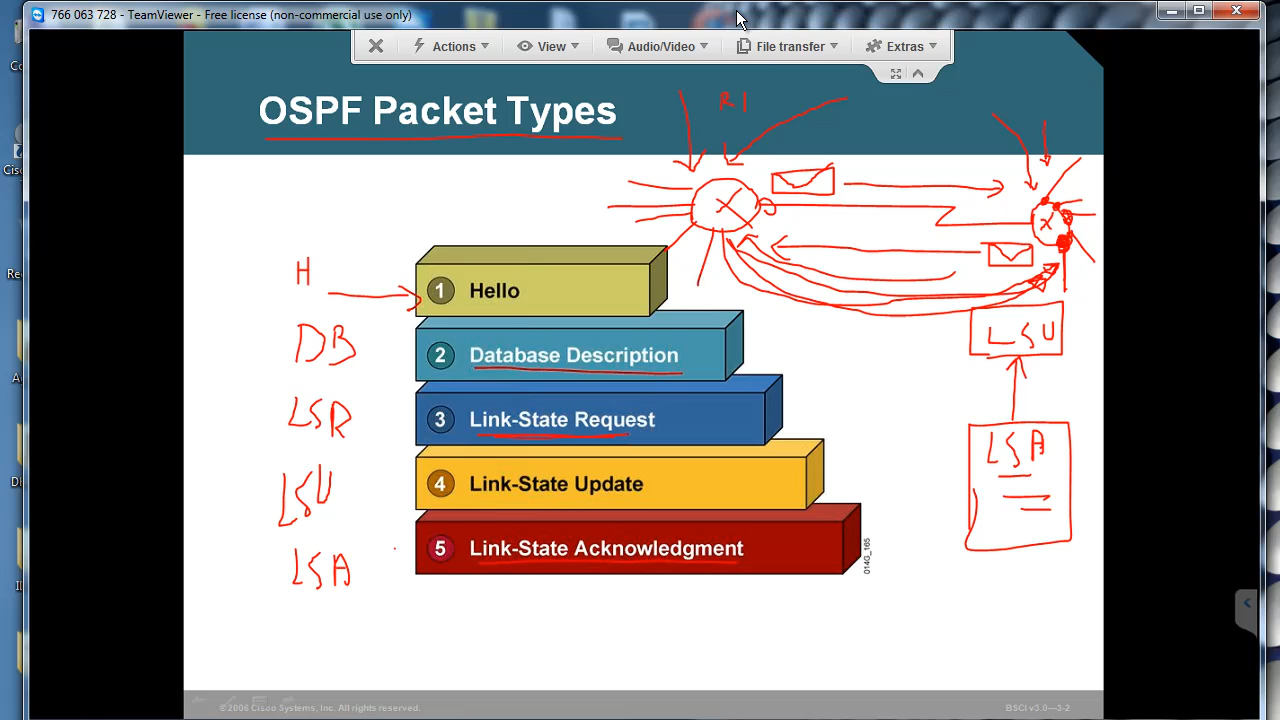 766 063 728 - TeamViewer - Free license (non-commercial use only)
Actions View Audio/Video File transfer Extras
OSPF Packet Types
R1
H
1 Hello
DB
2 Database Description
LSU
LSR
3 Link-State Request
LSA
LSU
4 Link-State Update
LSA
5 Link-State Acknowledgment
014G_165
© 2006 Cisco Systems, Inc. All rights reserved.
BSCI v3.0—3-2